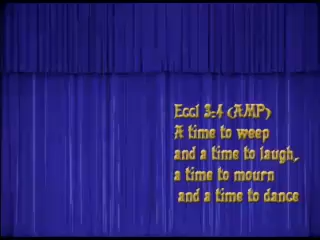 Eccl 3:4 (AMP)
A time to weep
and a time to laugh,
a time to mourn
and a time to dance